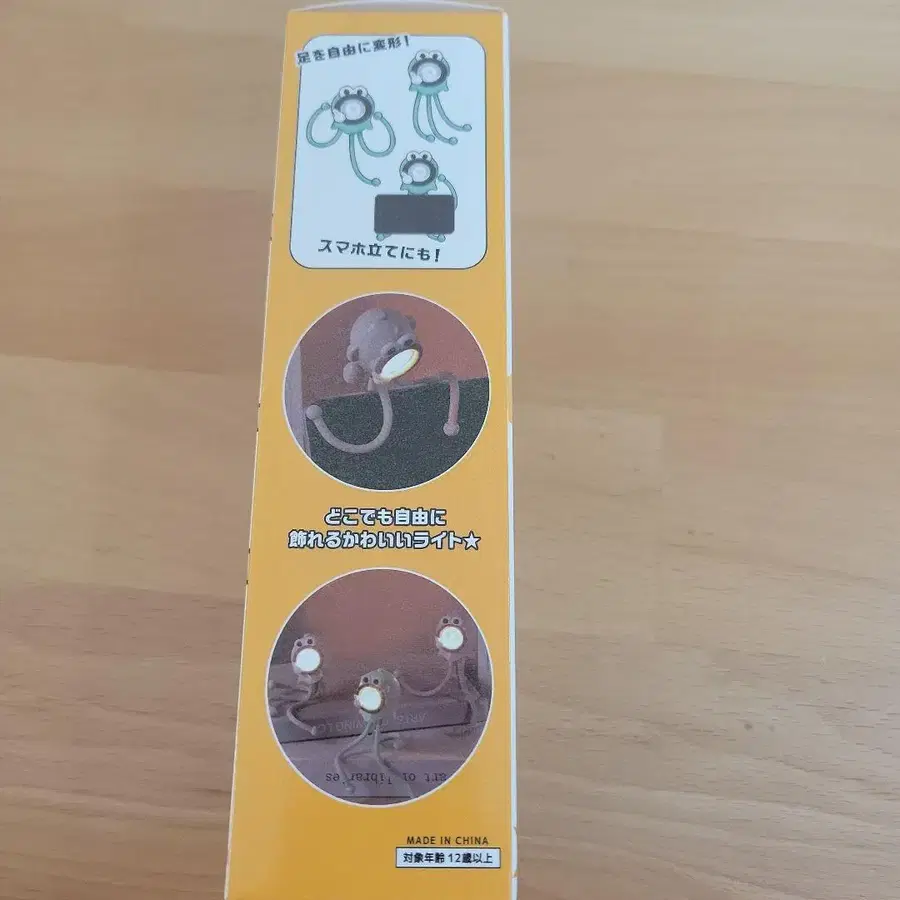 足を自由に変形!
スマホ立てにも!
どこでも自由に
飾れるかわいいライト★
MADE IN CHINA
対象年齢12歳以上